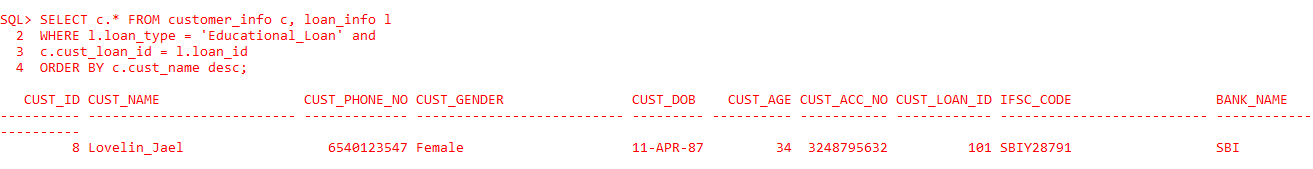 SQL> SELECT c.* FROM customer_info c, loan_info l
  2  WHERE l.loan_type = 'Educational_Loan' and
  3  c.cust_loan_id = l.loan_id
  4  ORDER BY c.cust_name desc;
   CUST_ID CUST_NAME                  CUST_PHONE_NO CUST_GENDER                CUST_DOB    CUST_AGE CUST_ACC_NO CUST_LOAN_ID IFSC_CODE                  BANK_NAME
---------- -------------------------- ------------- -------------------------- --------- ---------- ----------- ------------ -------------------------- ------------
----------
         8 Lovelin_Jael                  6540123547 Female                     11-APR-87         34  3248795632          101 SBIY28791                  SBI